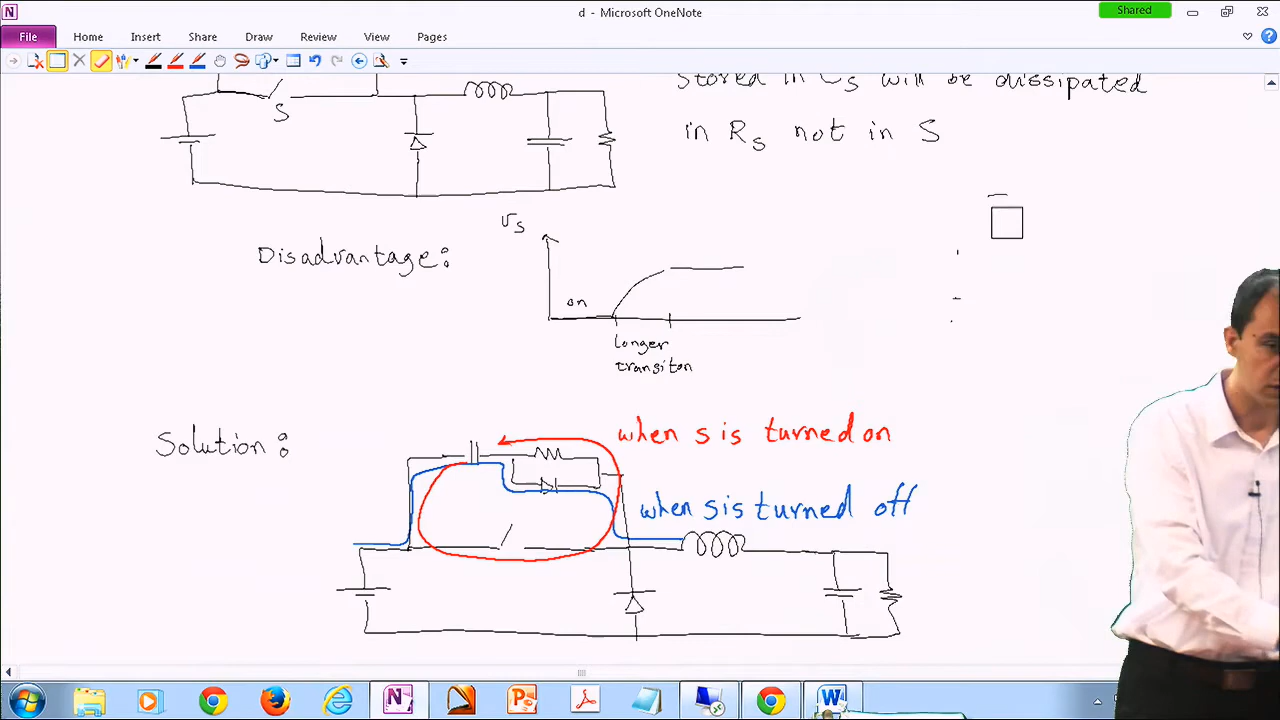 d - Microsoft OneNote
Shared
File Home Insert Share Draw Review View Pages
Stored in Cs will be dissipated
in Rs not in S
S
vs
Disadvantage:
on
longer
transiton
Solution:
when s is turned on
when s is turned off